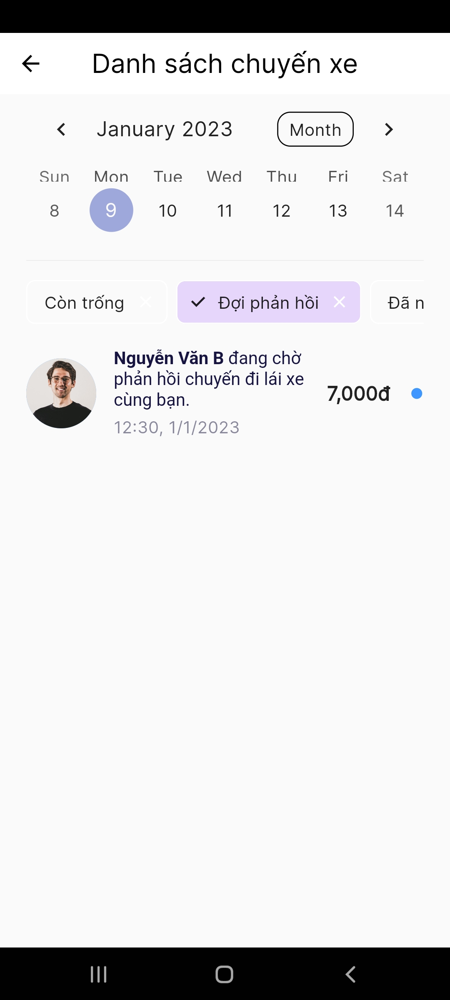 Danh sách chuyến xe
January 2023 Month
Sun Mon Tue Wed Thu Fri Sat
8 9 10 11 12 13 14
Còn trống Đợi phản hồi Đã n
Nguyễn Văn B đang chờ
phản hồi chuyến đi lái xe
cùng bạn.
7,000đ
12:30, 1/1/2023